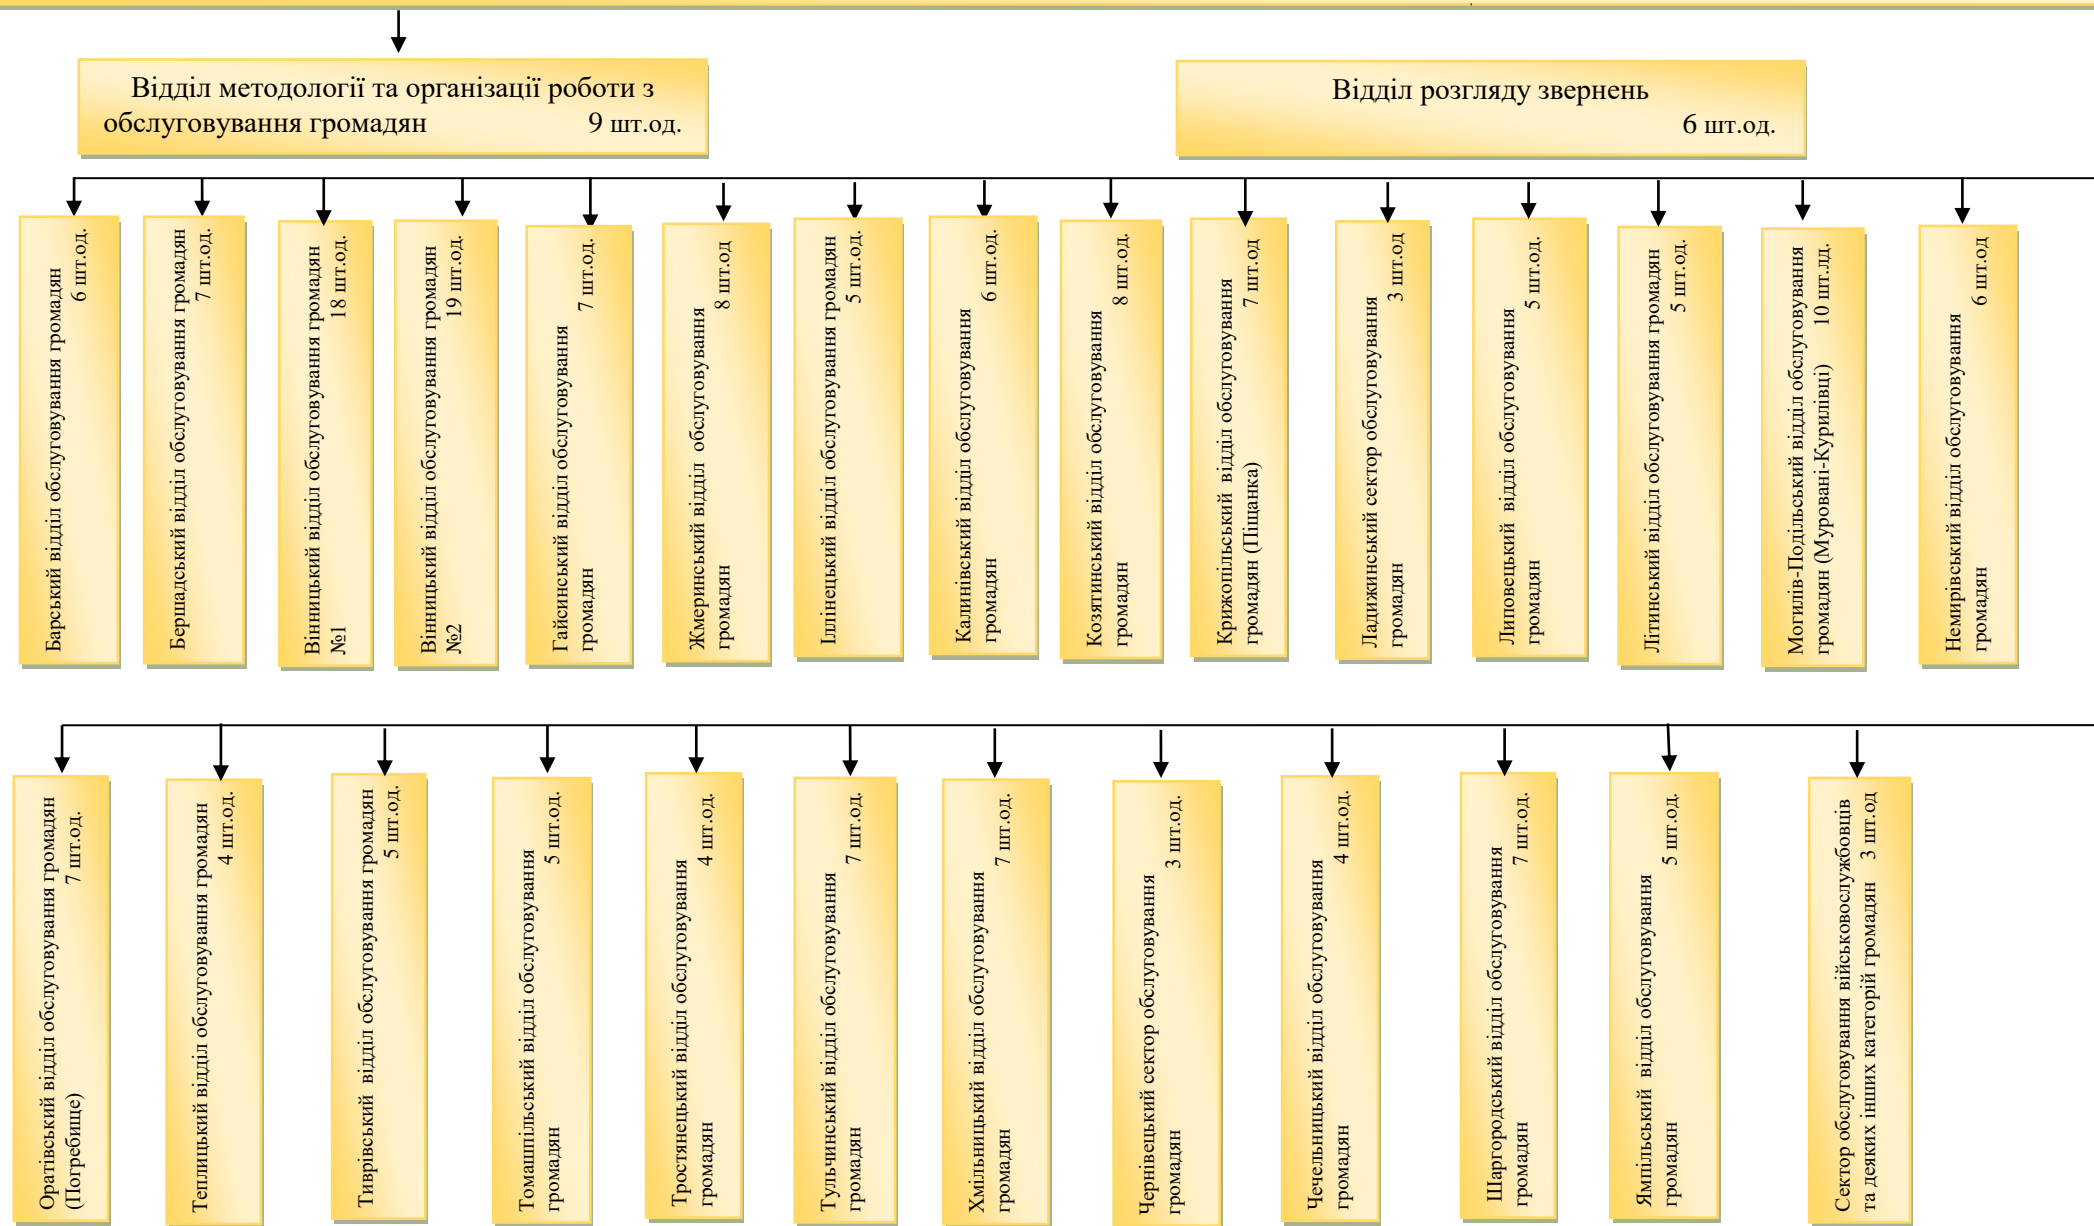 Відділ методології та організації роботи з
обслуговування громадян 9 шт.од.
Відділ розгляду звернень
6 шт.од.
Барський відділ обслуговування громадян
6 шт.од.
Бершадський відділ обслуговування громадян
7 шт.од.
Вінницький відділ обслуговування громадян
№1 18 шт.од.
Вінницький відділ обслуговування громадян
№2 19 шт.од.
Гайсинський відділ обслуговування
громадян 7 шт.од.
Жмеринський відділ обслуговування
громадян 8 шт.од
Іллінецький відділ обслуговування громадян
5 шт.од.
Калинівський відділ обслуговування
громадян 6 шт.од.
Козятинський відділ обслуговування
громадян 8 шт.од.
Крижопільський відділ обслуговування
громадян (Піщанка) 7 шт.од
Ладижинський сектор обслуговування
громадян 3 шт.од
Липовецький відділ обслуговування
громадян 5 шт.од.
Літинський відділ обслуговування громадян
5 шт.од.
Могилів-Подільський відділ обслуговування
громадян (Муровані-Курилівці) 10 шт.лд.
Немирівський відділ обслуговування
громадян 6 шт.од
Оратівський відділ обслуговування громадян
(Погребище) 7 шт.од.
Теплицький відділ обслуговування громадян
4 шт.од.
Тиврівський відділ обслуговування громадян
5 шт.од.
Томашпільський відділ обслуговування
громадян 5 шт.од.
Тростянецький відділ обслуговування
громадян 4 шт.од.
Тульчинський відділ обслуговування
громадян 7 шт.од.
Хмільницький відділ обслуговування
громадян 7 шт.од.
Чернівецький сектор обслуговування
громадян 3 шт.од.
Чечельницький відділ обслуговування
громадян 4 шт.од.
Шаргородський відділ обслуговування
громадян 7 шт.од.
Ямпільський відділ обслуговування
громадян 5 шт.од.
Сектор обслуговування військовослужбовців
та деяких інших категорій громадян 3 шт.од